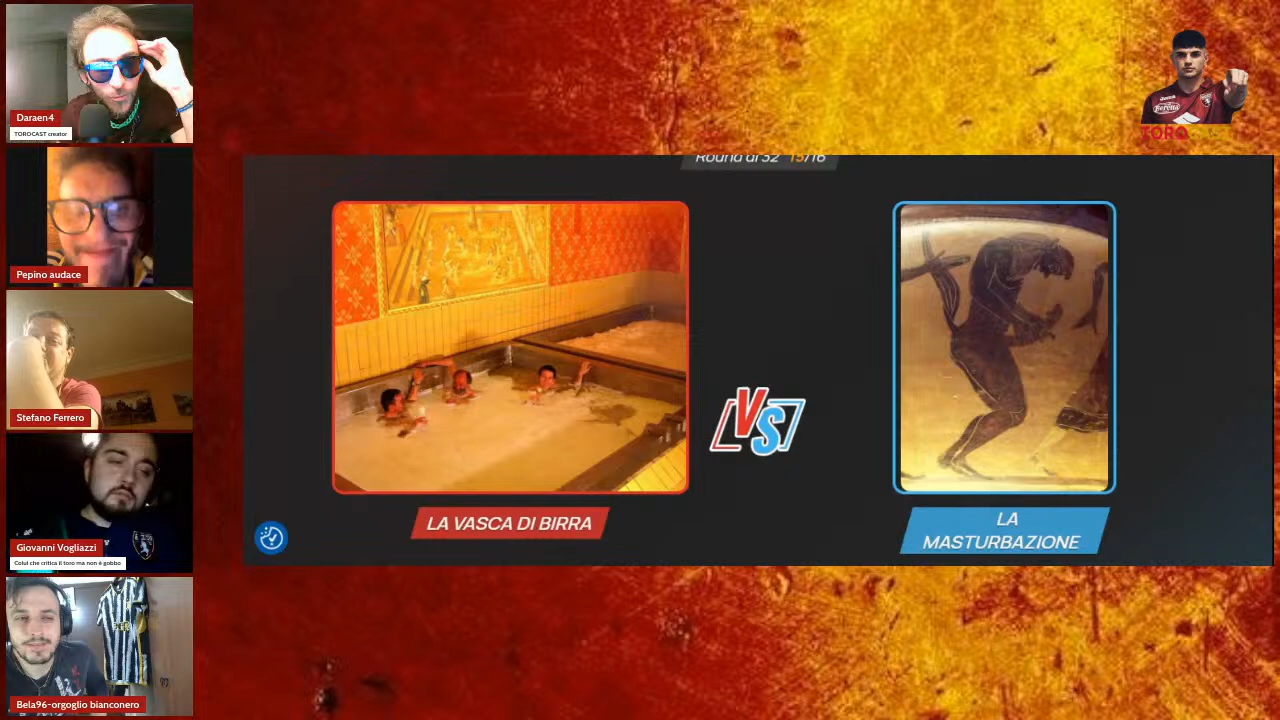 Daraen4
TOROCAST creator
Pepino audace
Stefano Ferrero
Giovanni Vogliazzi
Colui che critica il toro ma non è gobbo
Bela96-orgoglio bianconero
Round di 32 15/16
LA VASCA DI BIRRA
VS
LA
MASTURBAZIONE
Beretta
TORO